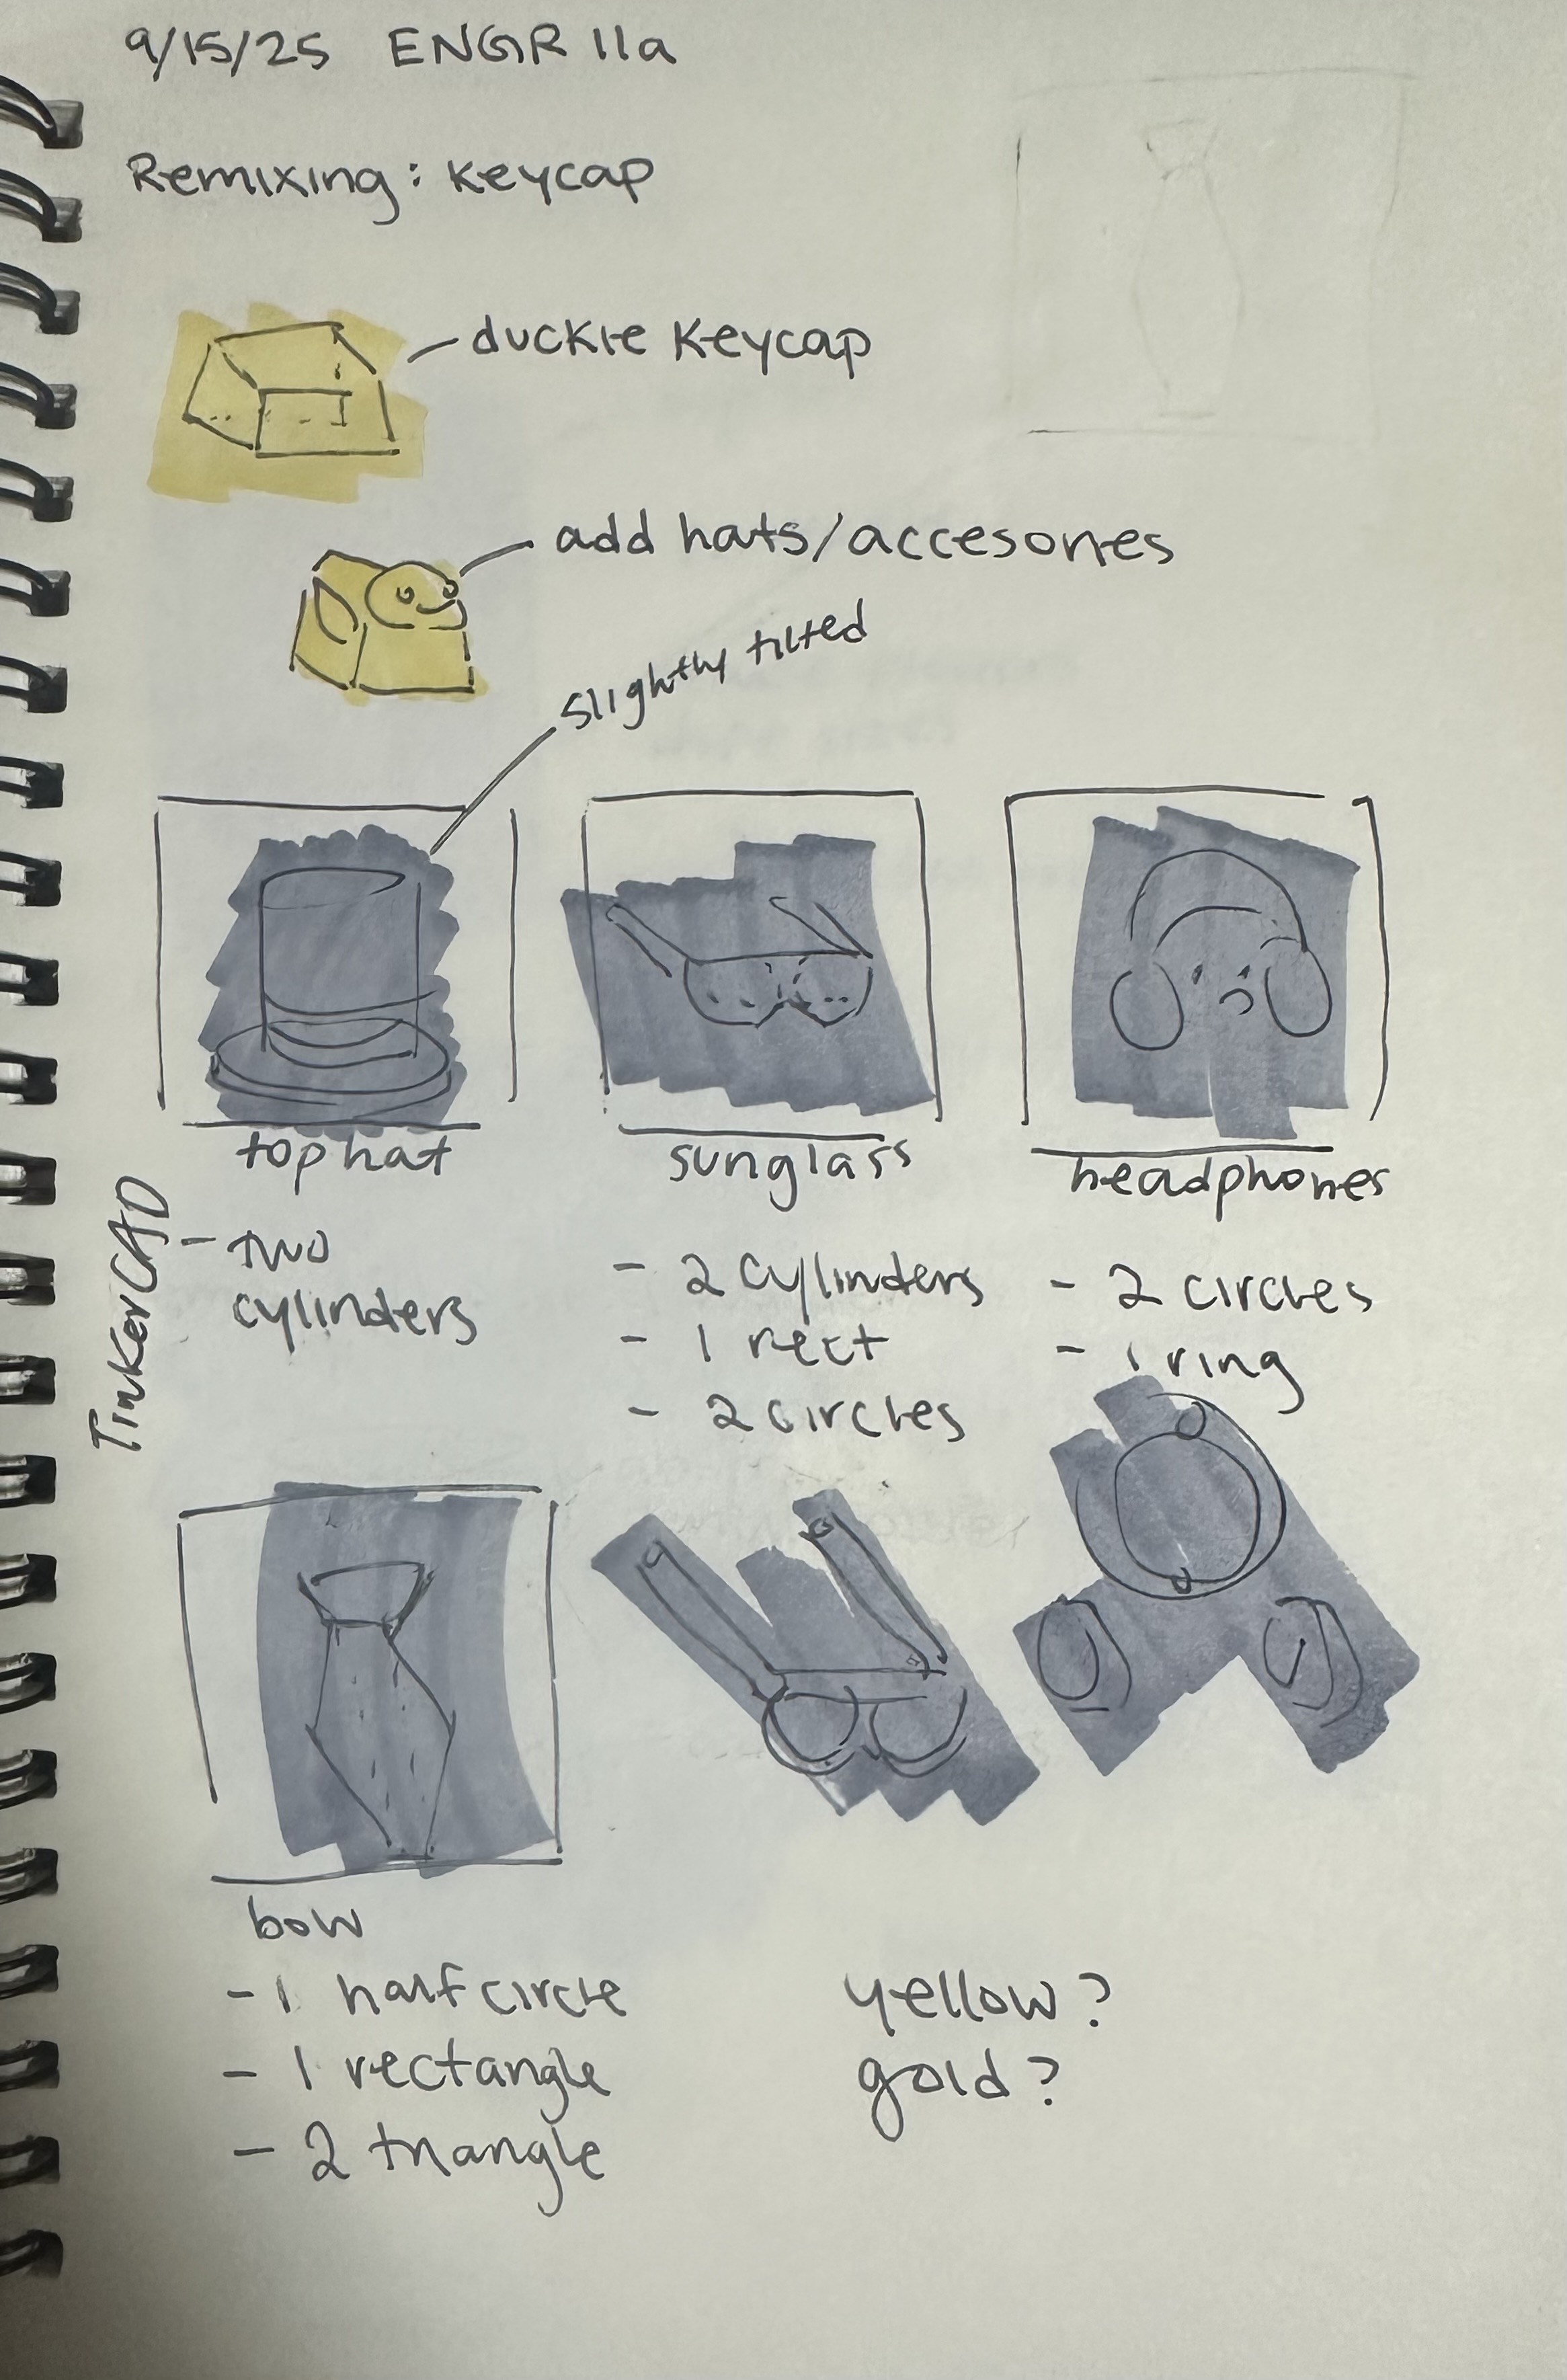 9/15/25 ENGR 11a
Remixing: Keycap
duckie Keycap
add hats/accesories
slightly tilted
top hat
sunglass
headphones
TinkerCAD
- two
cylinders
- 2 cylinders
- 1 rect
- 2 circles
- 2 circles
- 1 ring
bow
- 1 half circle
- 1 rectangle
- 2 triangle
yellow?
gold?